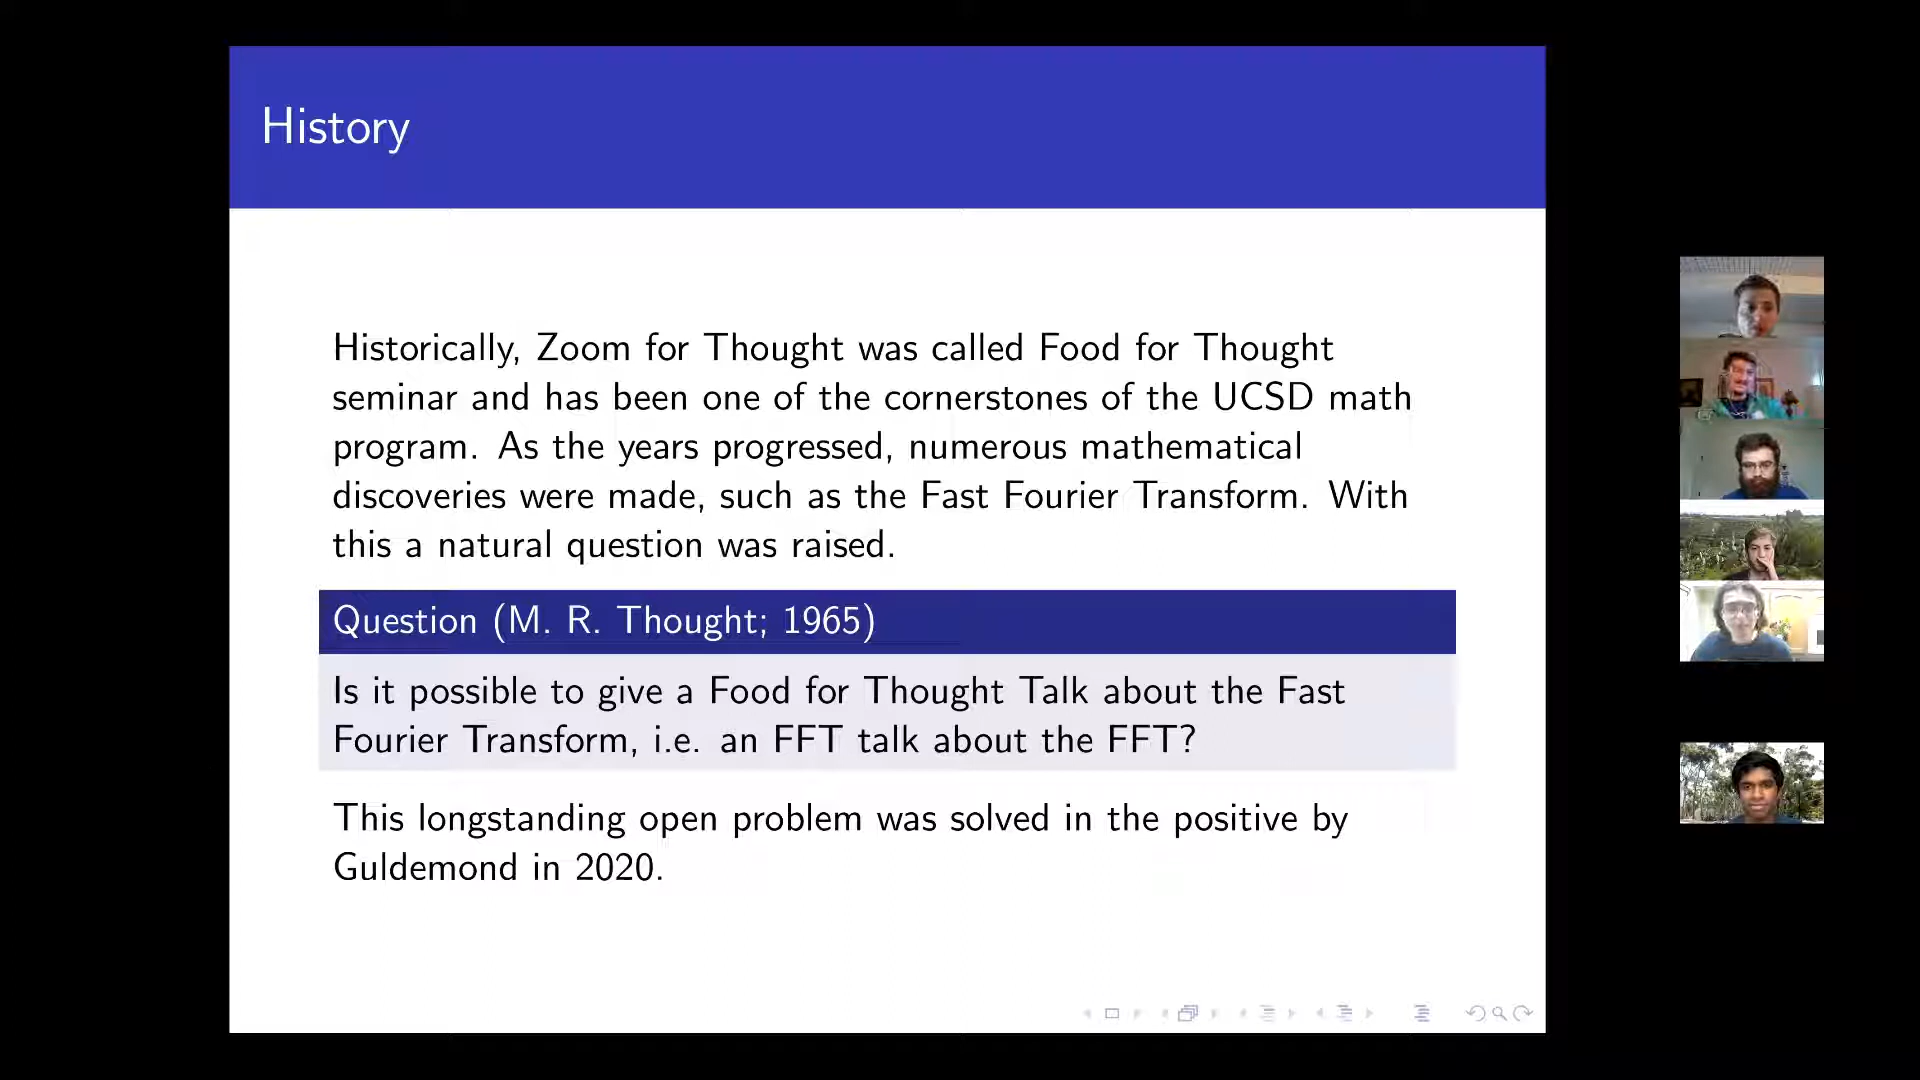 History
Historically, Zoom for Thought was called Food for Thought
seminar and has been one of the cornerstones of the UCSD math
program. As the years progressed, numerous mathematical
discoveries were made, such as the Fast Fourier Transform. With
this a natural question was raised.
Question (M. R. Thought; 1965)
Is it possible to give a Food for Thought Talk about the Fast
Fourier Transform, i.e. an FFT talk about the FFT?
This longstanding open problem was solved in the positive by
Guldemond in 2020.